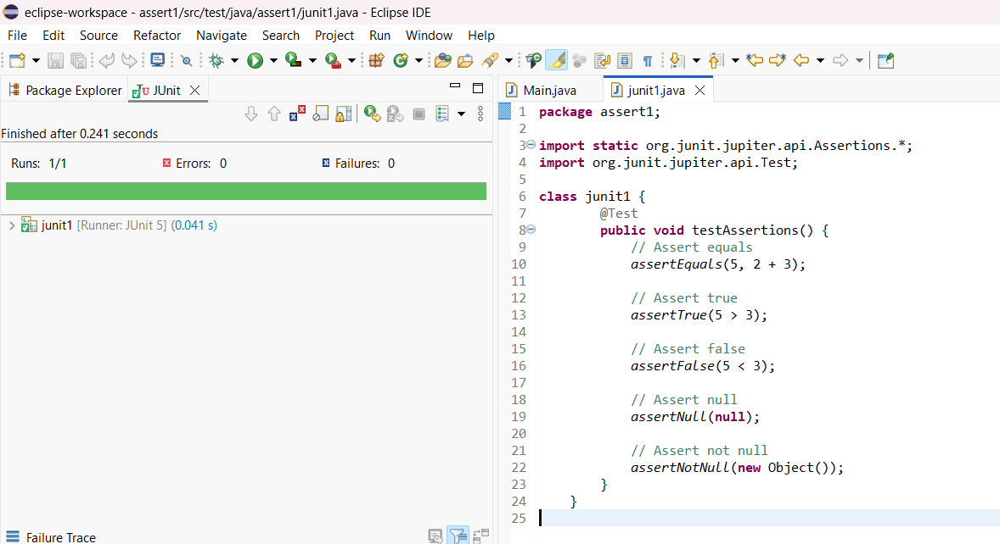 eclipse-workspace - assert1/src/test/java/assert1/junit1.java - Eclipse IDE
File Edit Source Refactor Navigate Search Project Run Window Help
Package Explorer JUnit
Finished after 0.241 seconds
Runs: 1/1 Errors: 0 Failures: 0
junit1 [Runner: JUnit 5] (0.041 s)
Failure Trace
Main.java junit1.java
1 package assert1;
2
3 import static org.junit.jupiter.api.Assertions.*;
4 import org.junit.jupiter.api.Test;
5
6 class junit1 {
7 @Test
8 public void testAssertions() {
9 // Assert equals
10 assertEquals(5, 2 + 3);
11
12 // Assert true
13 assertTrue(5 > 3);
14
15 // Assert false
16 assertFalse(5 < 3);
17
18 // Assert null
19 assertNull(null);
20
21 // Assert not null
22 assertNotNull(new Object());
23 }
24 }
25